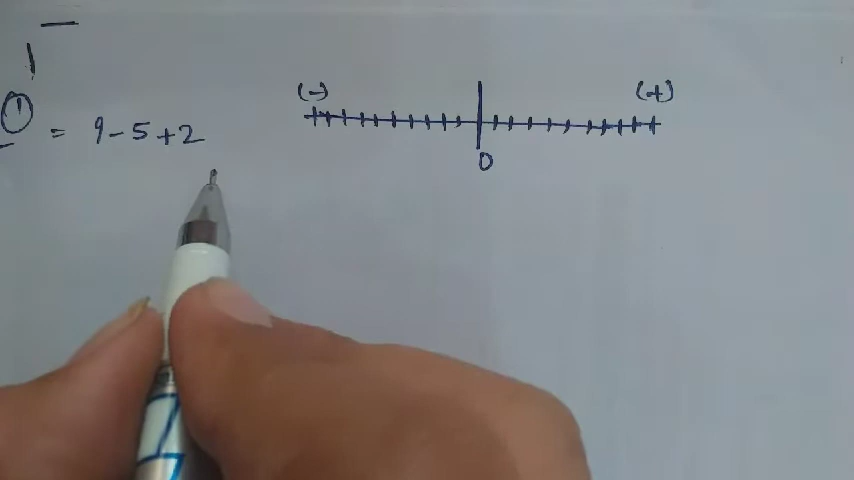 (-) (+)
① = 9-5+2
0